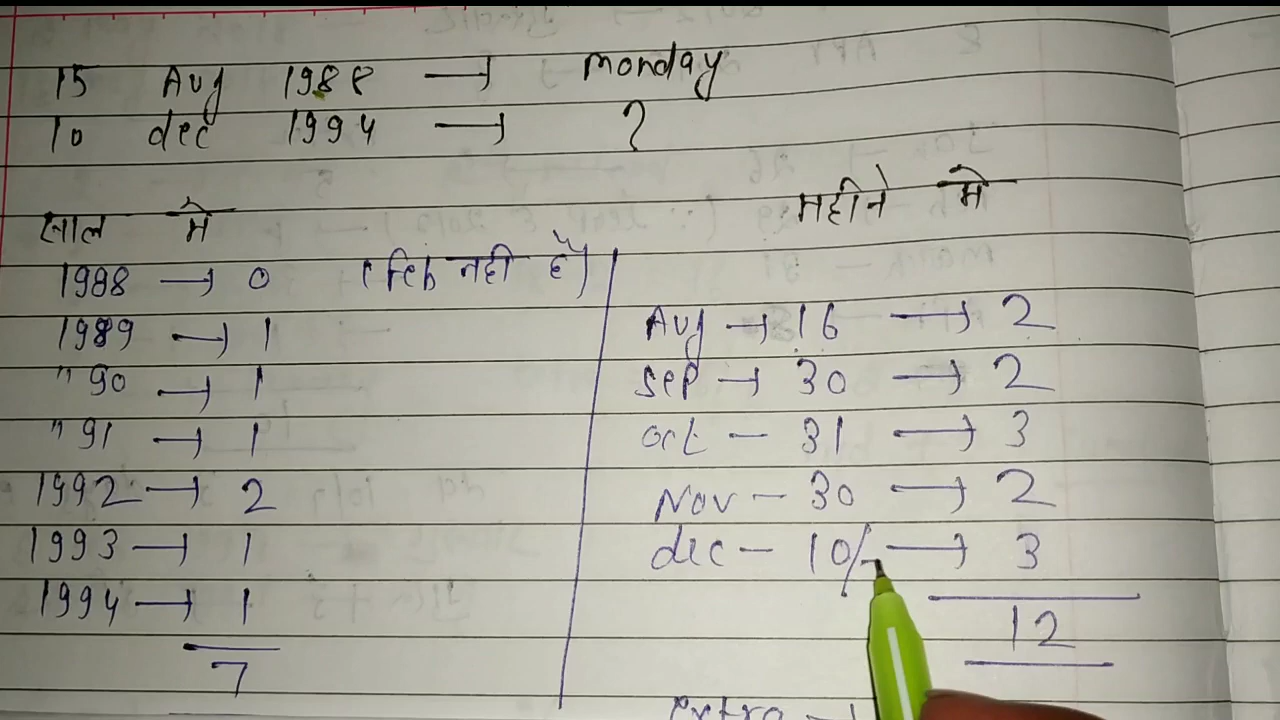 15 Aug 1988 → monday
10 dec 1994 → ?
साल मे
महीने मे
1988 → 0 (Feb नही हैं)
1989 → 1
"90 → 1
"91 → 1
1992 → 2
1993 → 1
1994 → 1
7
Aug → 16 → 2
Sep → 30 → 2
oct - 31 → 3
Nov - 30 → 2
dec - 10/7 → 3
12
extra →